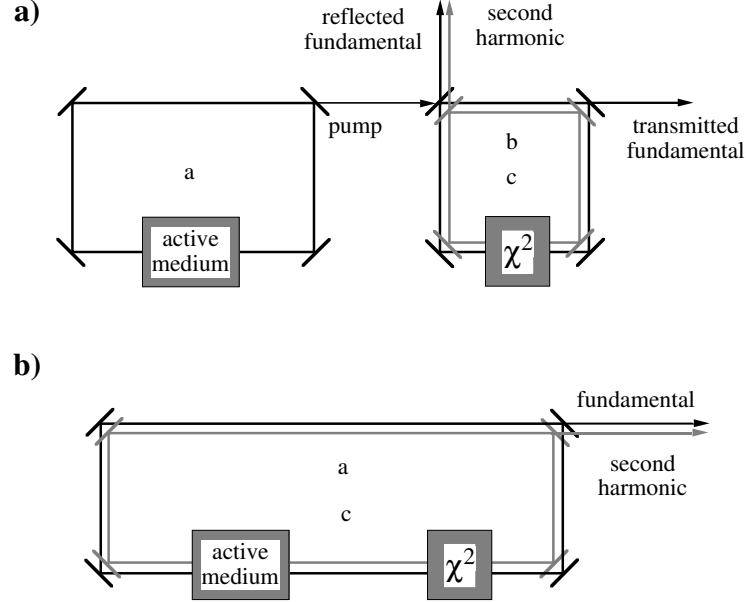 a)
reflected
fundamental
second
harmonic
pump
transmitted
fundamental
a
b
c
active
medium
χ²
b)
fundamental
second
harmonic
a
c
active
medium
χ²